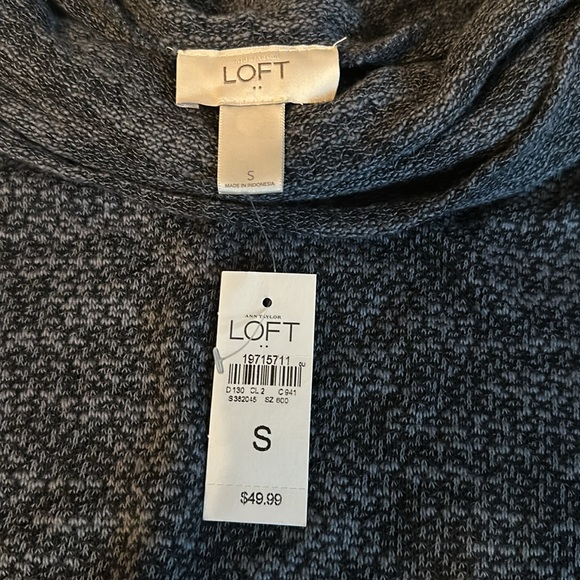 LOFT
S
MADE IN INDONESIA
ANN TAYLOR
LOFT
19715711
D 130 CL 2 C 941
S 382045 SZ 600
S
$49.99